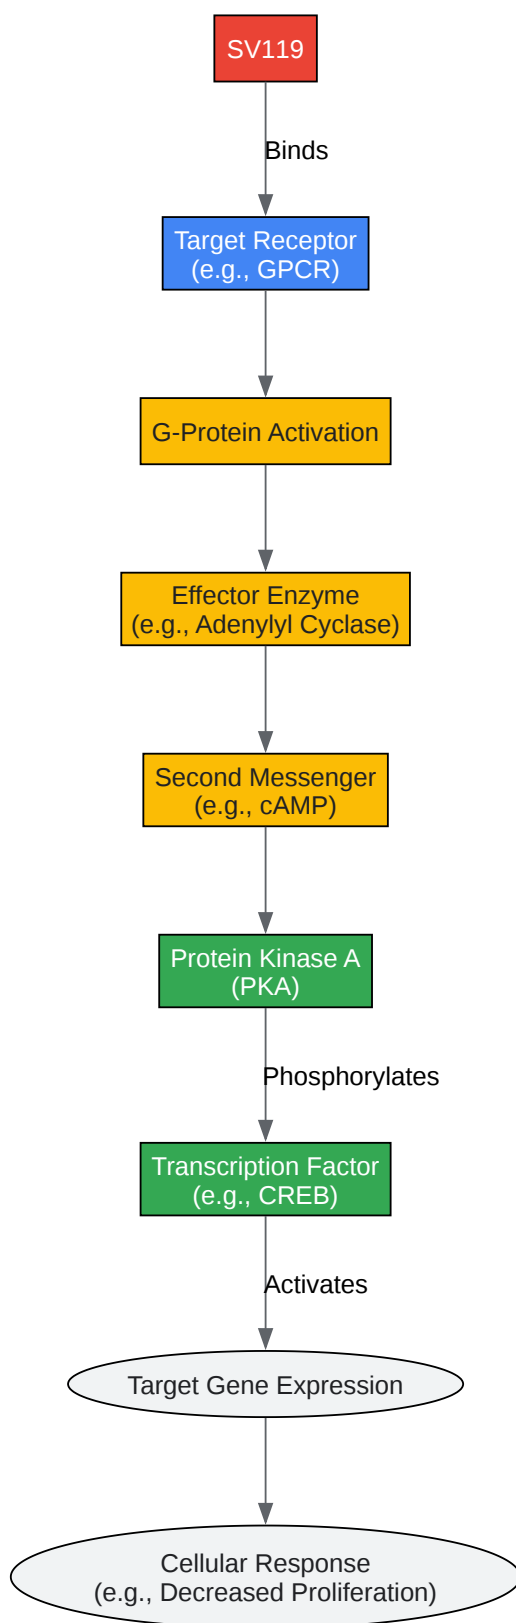 SV119
Binds
Target Receptor
(e.g., GPCR)
G-Protein Activation
Effector Enzyme
(e.g., Adenylyl Cyclase)
Second Messenger
(e.g., cAMP)
Protein Kinase A
(PKA)
Phosphorylates
Transcription Factor
(e.g., CREB)
Activates
Target Gene Expression
Cellular Response
(e.g., Decreased Proliferation)